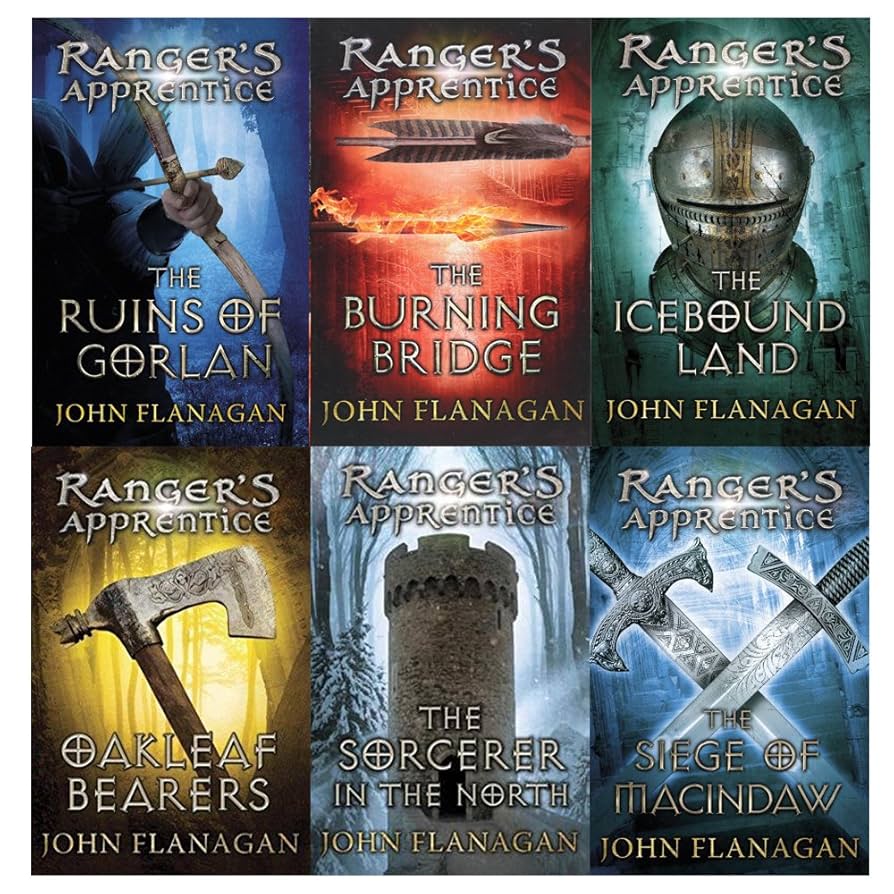 RANGER'S
APPRENTICE
THE
RUINS OF
GORLAN
JOHN FLANAGAN
RANGER'S
APPRENTICE
THE
BURNING
BRIDGE
JOHN FLANAGAN
RANGER'S
APPRENTICE
THE
ICEBOUND
LAND
JOHN FLANAGAN
RANGER'S
APPRENTICE
OAKLEAF
BEARERS
JOHN FLANAGAN
RANGER'S
APPRENTICE
THE
SORCERER
IN THE NORTH
JOHN FLANAGAN
RANGER'S
APPRENTICE
THE
SIEGE OF
MACINDAW
JOHN FLANAGAN